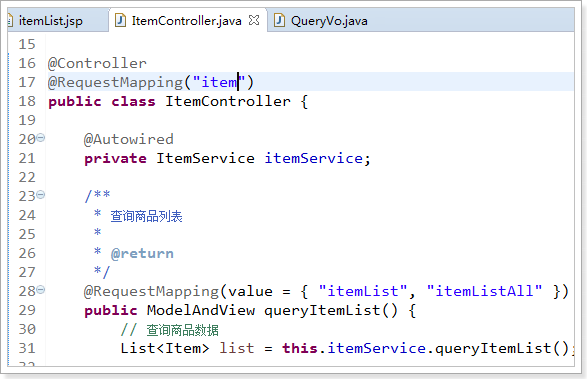 itemList.jsp ItemController.java QueryVo.java
15
16 @Controller
17 @RequestMapping("item")
18 public class ItemController {
19
20 @Autowired
21 private ItemService itemService;
22
23 /**
24 * 查询商品列表
25 *
26 * @return
27 */
28 @RequestMapping(value = { "itemList", "itemListAll" })
29 public ModelAndView queryItemList() {
30 // 查询商品数据
31 List<Item> list = this.itemService.queryItemList();